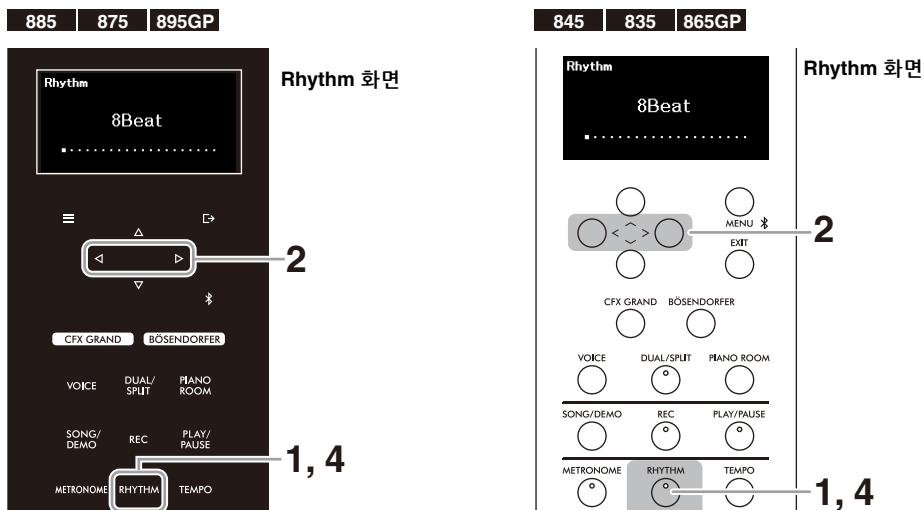 885 875 895GP
Rhythm
8Beat
Rhythm 화면
2
CFX GRAND BÖSENDORFER
VOICE DUAL/SPLIT PIANO ROOM
SONG/DEMO REC PLAY/PAUSE
METRONOME RHYTHM TEMPO
1, 4
845 835 865GP
Rhythm
8Beat
Rhythm 화면
MENU
2
EXIT
CFX GRAND BÖSENDORFER
VOICE DUAL/SPLIT PIANO ROOM
SONG/DEMO REC PLAY/PAUSE
METRONOME RHYTHM TEMPO
1, 4